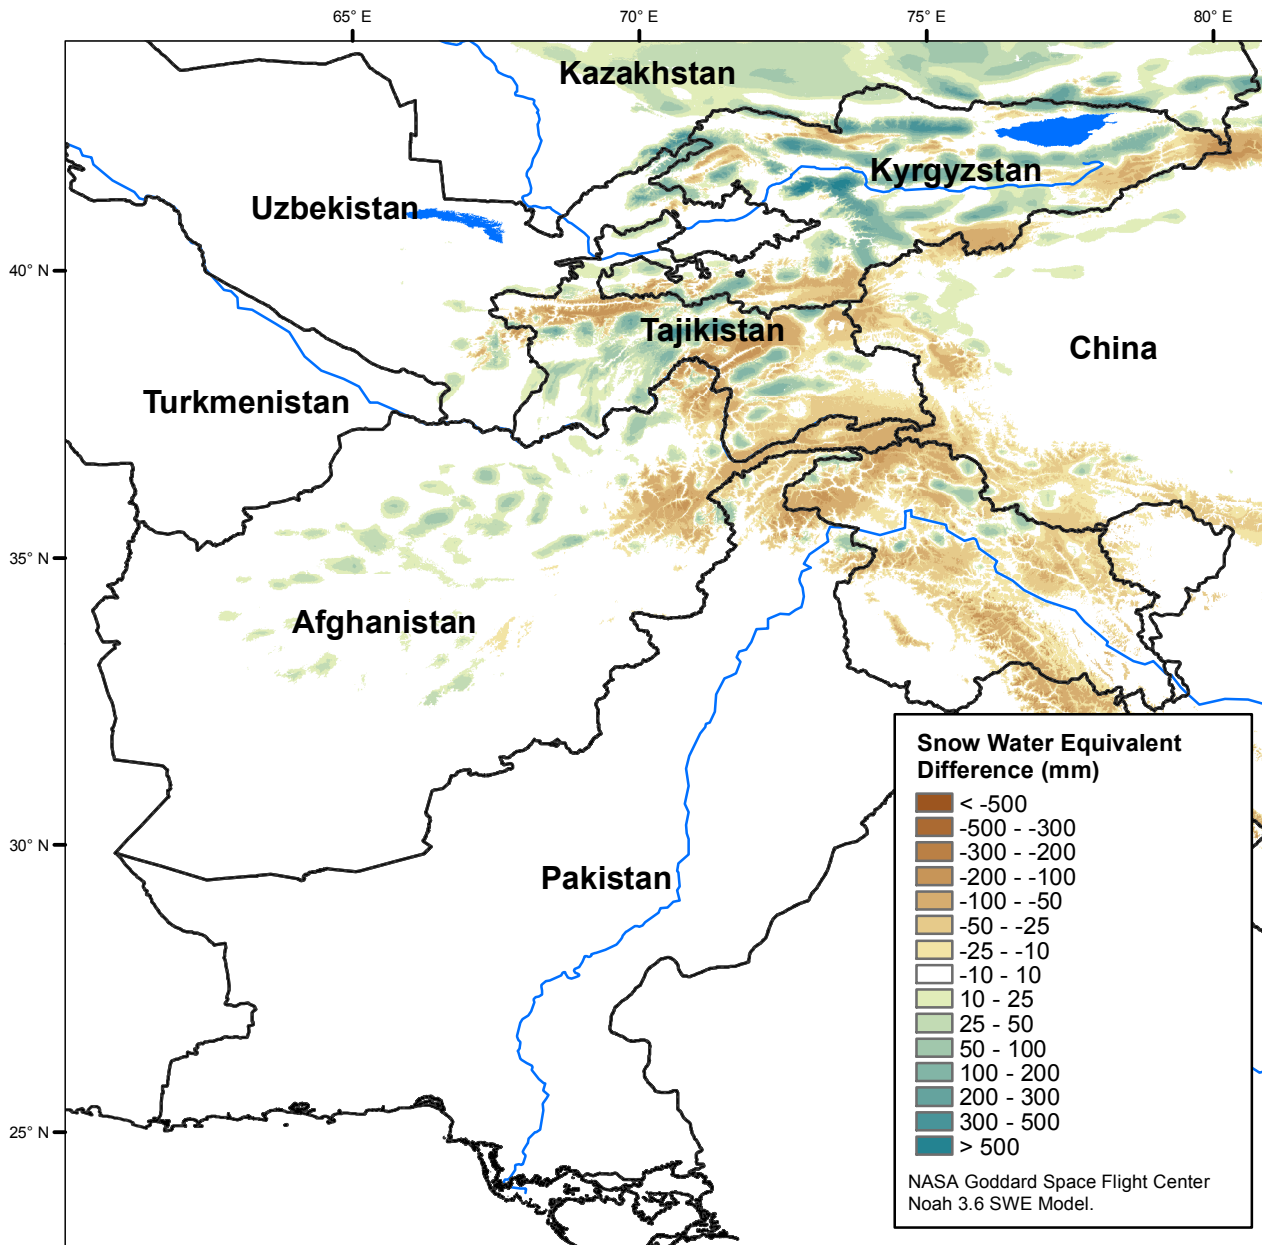 65° E
70° E
75° E
80° E
Kazakhstan
Kyrgyzstan
Uzbekistan
40° N
Tajikistan
China
Turkmenistan
35° N
Afghanistan
30° N
Pakistan
25° N
Snow Water Equivalent
Difference (mm)
< -500
-500 - -300
-300 - -200
-200 - -100
-100 - -50
-50 - -25
-25 - -10
-10 - 10
10 - 25
25 - 50
50 - 100
100 - 200
200 - 300
300 - 500
> 500
NASA Goddard Space Flight Center
Noah 3.6 SWE Model.